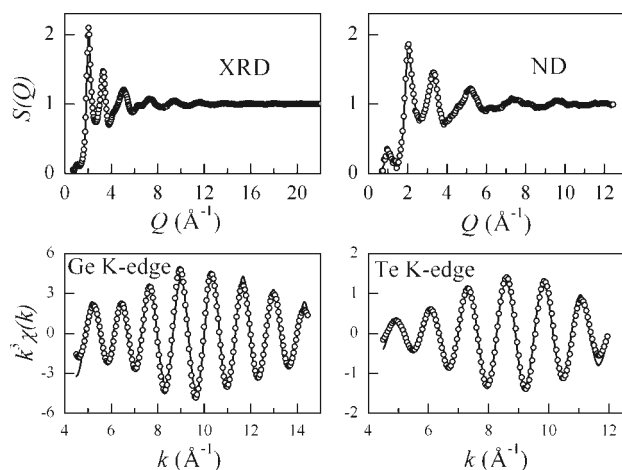 XRD
ND
S(Q)
2
1
0
0 4 8 12 16 20
Q (Å⁻¹)
2
1
0
0 2 4 6 8 10 12
Q (Å⁻¹)
Ge K-edge
Te K-edge
k³χ(k)
6
3
0
-3
-6
4 6 8 10 12 14
k (Å⁻¹)
2
1
0
-1
-2
4 6 8 10 12
k (Å⁻¹)